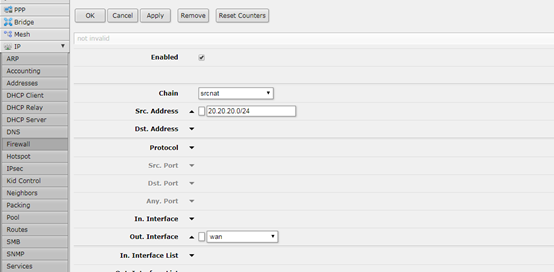 PPP
Bridge
Mesh
IP
ARP
Accounting
Addresses
DHCP Client
DHCP Relay
DHCP Server
DNS
Firewall
Hotspot
IPsec
Kid Control
Neighbors
Packing
Pool
Routes
SMB
SNMP
Services
OK Cancel Apply Remove Reset Counters
not invalid
Enabled
Chain srcnat
Src. Address 20.20.20.0/24
Dst. Address
Protocol
Src. Port
Dst. Port
Any. Port
In. Interface
Out. Interface wan
In. Interface List